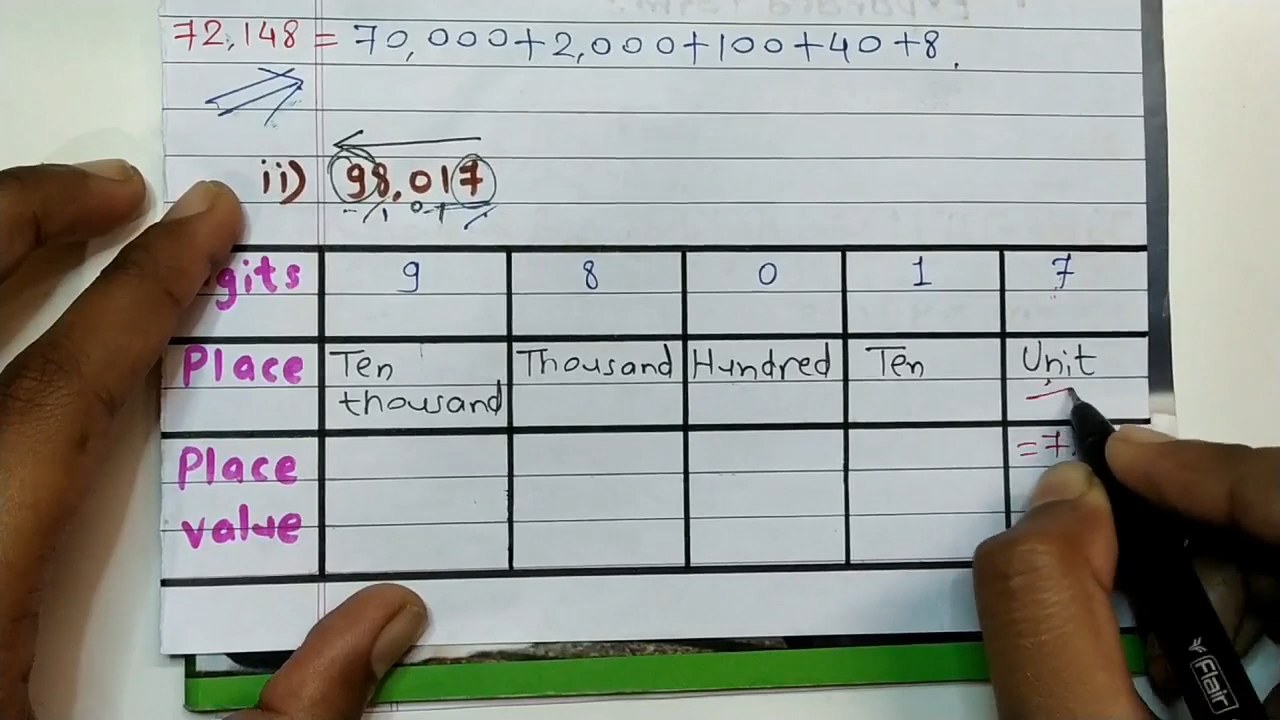 72,148 = 70,000+2,000+100+40+8.
ii) 98,017
gits 9 8 0 1 7
Place Ten thousand Thousand Hundred Ten Unit
Place value =7
Flair